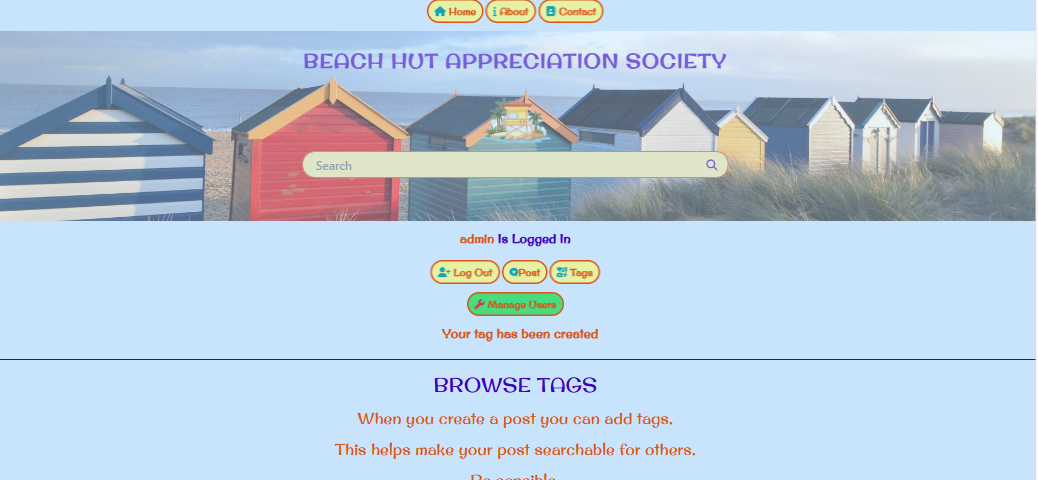 Home About Contact
BEACH HUT APPRECIATION SOCIETY
Search
admin Is Logged In
Log Out Post Tags
Manage Users
Your tag has been created
BROWSE TAGS
When you create a post you can add tags.
This helps make your post searchable for others.
Be sensible